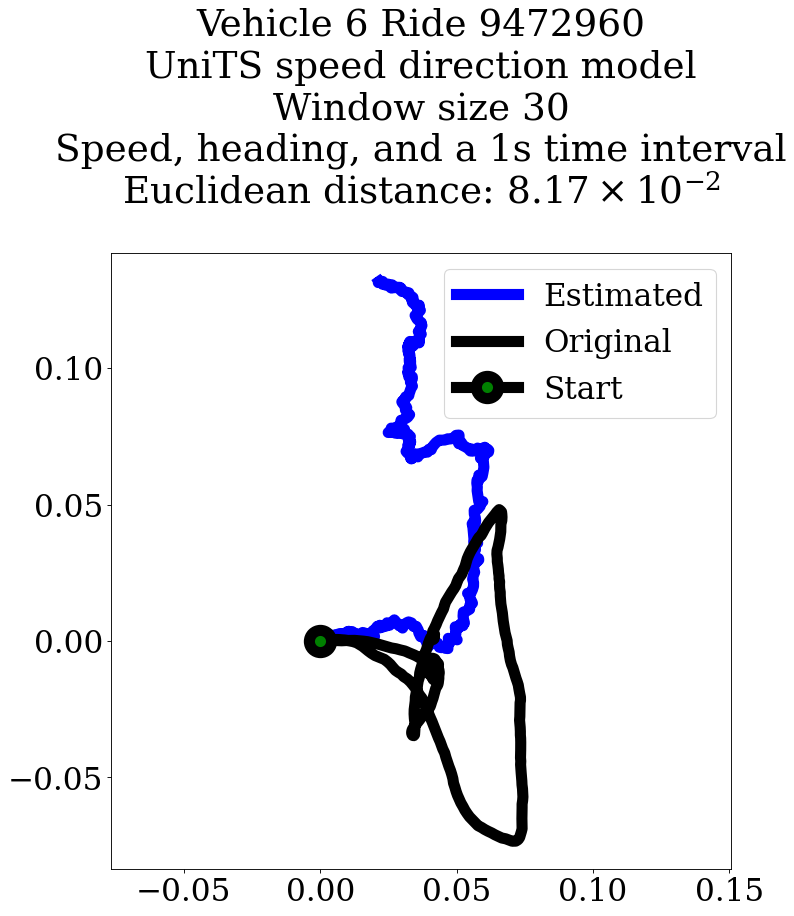 Vehicle 6 Ride 9472960
UniTS speed direction model
Window size 30
Speed, heading, and a 1s time interval
Euclidean distance: 8.17 × 10⁻²
Estimated
Original
Start
0.10
0.05
0.00
−0.05
−0.05 0.00 0.05 0.10 0.15